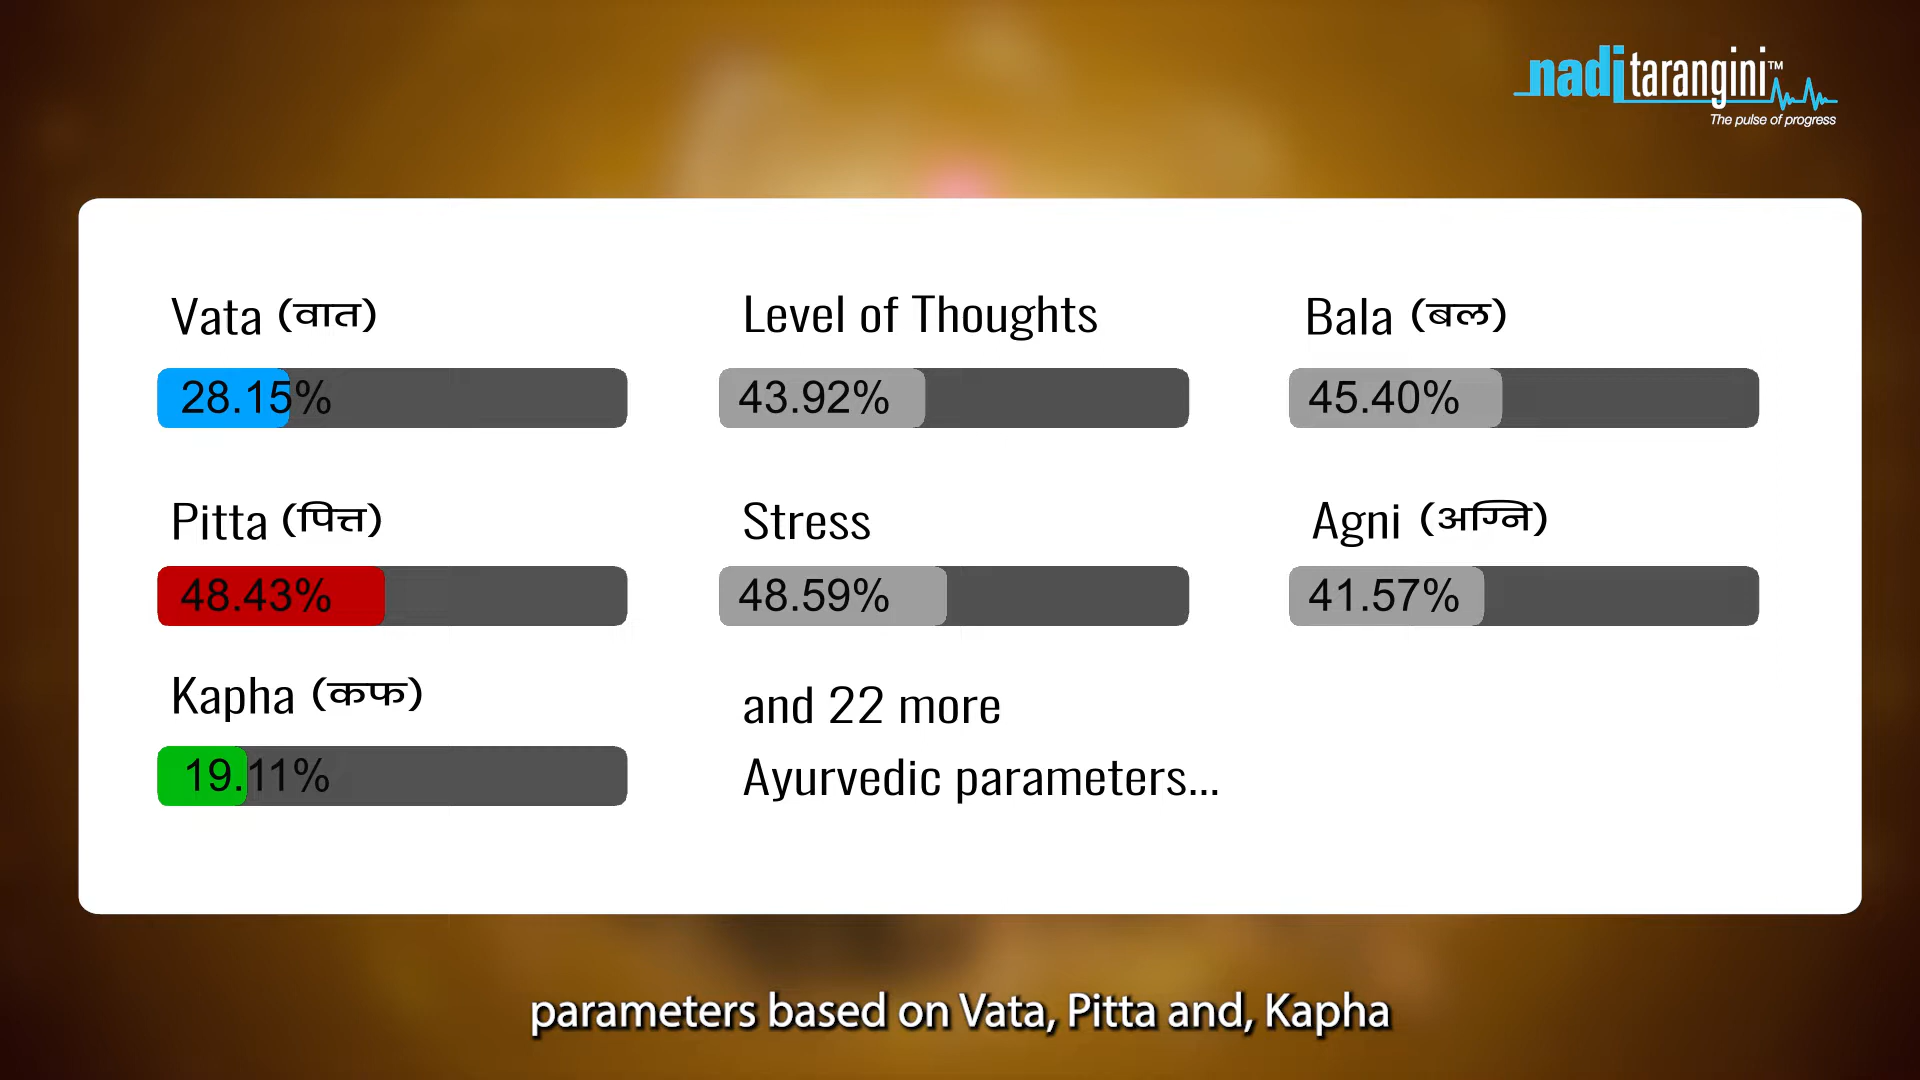 nadi tarangini™
The pulse of progress
Vata (वात)
28.15%
Pitta (पित्त)
48.43%
Kapha (कफ)
19.11%
Level of Thoughts
43.92%
Stress
48.59%
and 22 more
Ayurvedic parameters...
Bala (बल)
45.40%
Agni (अग्नि)
41.57%
parameters based on Vata, Pitta and, Kapha